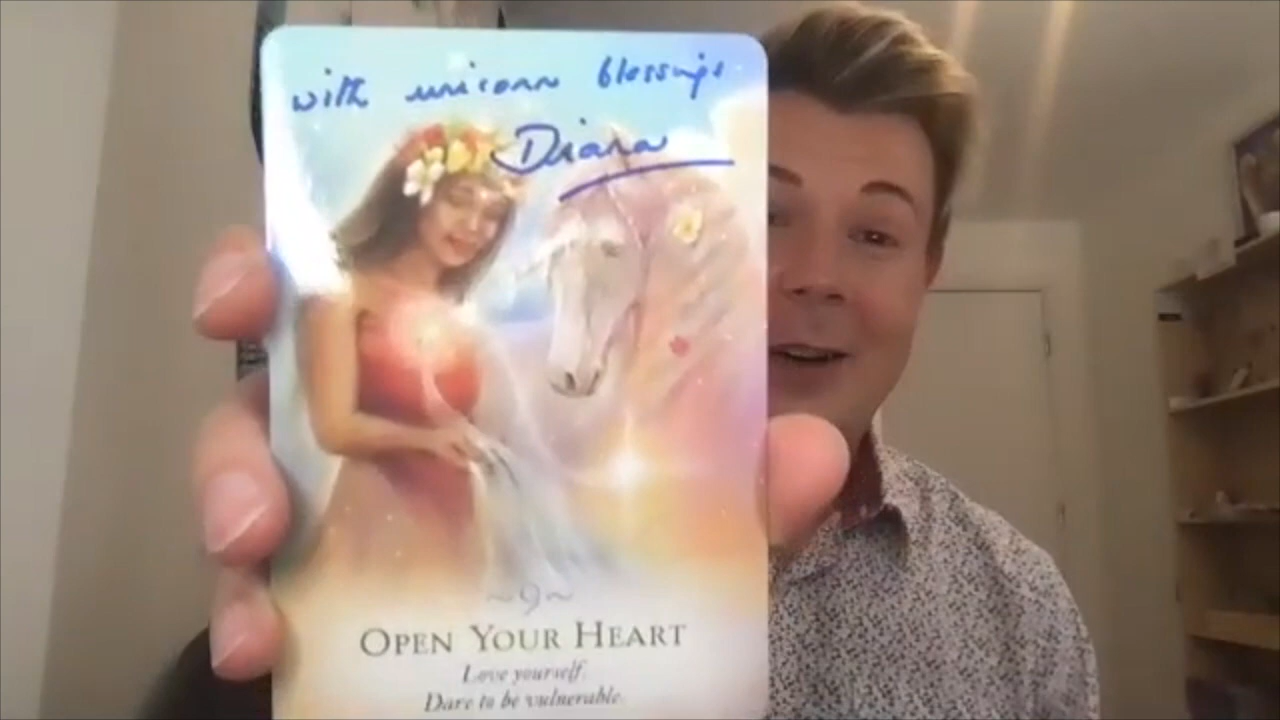 with unicorn blessings
Diana
~9~
OPEN YOUR HEART
Love yourself.
Dare to be vulnerable.